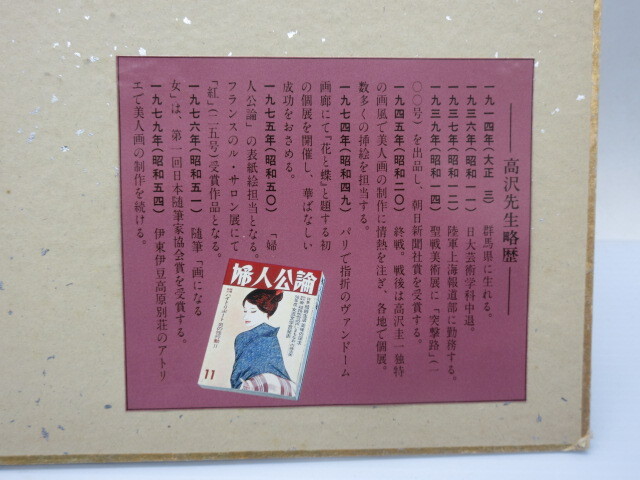 高沢先生略歴
一九一四年(大正 三) 群馬県に生れる。
一九三六年(昭和一一) 日大芸術学科中退。
一九三七年(昭和一二) 陸軍上海報道部に勤務する。
一九三九年(昭和一四) 聖戦美術展に「突撃路」(一
〇〇号)を出品し、朝日新聞社賞を受賞する。
一九四五年(昭和二〇) 終戦。戦後は高沢圭一独特
の画風で美人画の制作に情熱を注ぎ、各地で個展。
数多くの挿絵を担当する。
一九七四年(昭和四九) パリで指折のヴァンドーム
画廊にて『花と蝶』と題する初
の個展を開催し、華ばなしい
成功をおさめる。
一九七五年(昭和五〇) 「婦
人公論」の表紙絵担当となる。
フランスのル・サロン展にて
「紅」(二五号)受賞作品となる。
一九七六年(昭和五一) 随筆「画になる
女」は、第一回日本随筆家協会賞を受賞する。
一九七九年(昭和五四) 伊東伊豆高原別荘のアトリ
エで美人画の制作を続ける。
婦人公論
11